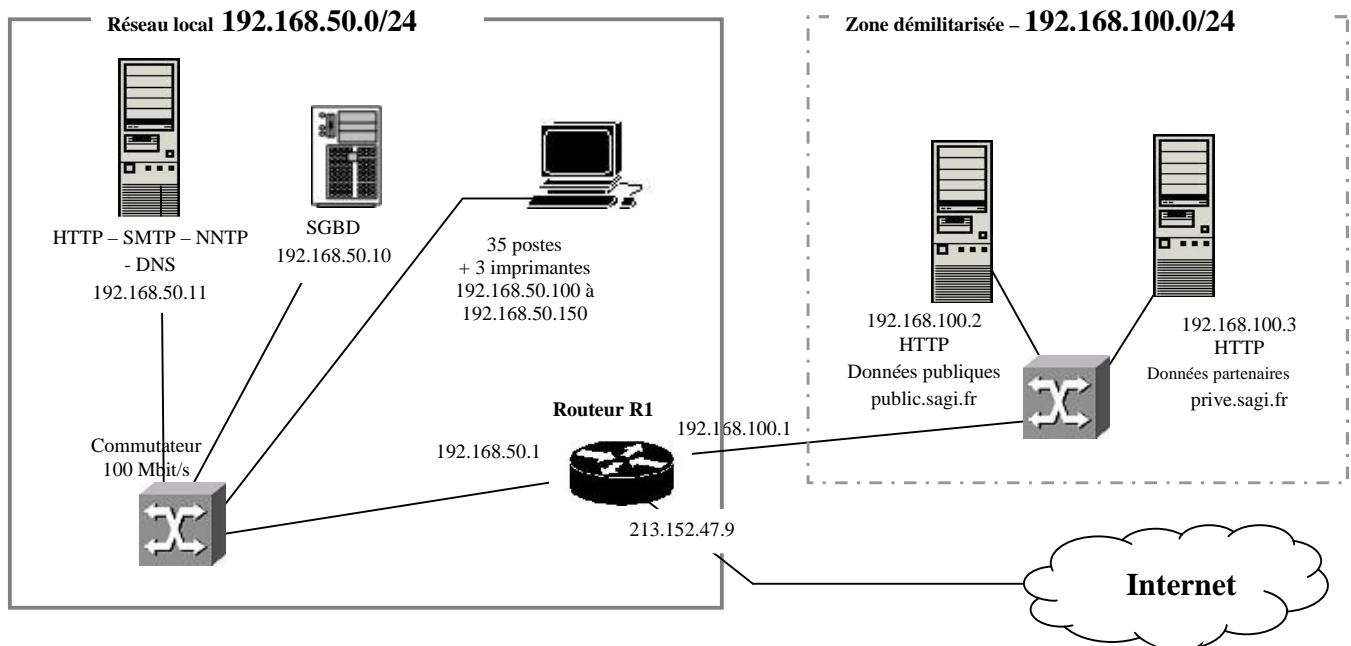 Réseau local 192.168.50.0/24
Zone démilitarisée – 192.168.100.0/24
HTTP – SMTP – NNTP
- DNS
192.168.50.11
SGBD
192.168.50.10
35 postes
+ 3 imprimantes
192.168.50.100 à
192.168.50.150
192.168.100.2
HTTP
Données publiques
public.sagi.fr
192.168.100.3
HTTP
Données partenaires
prive.sagi.fr
Commutateur
100 Mbit/s
Routeur R1
192.168.50.1
192.168.100.1
213.152.47.9
Internet